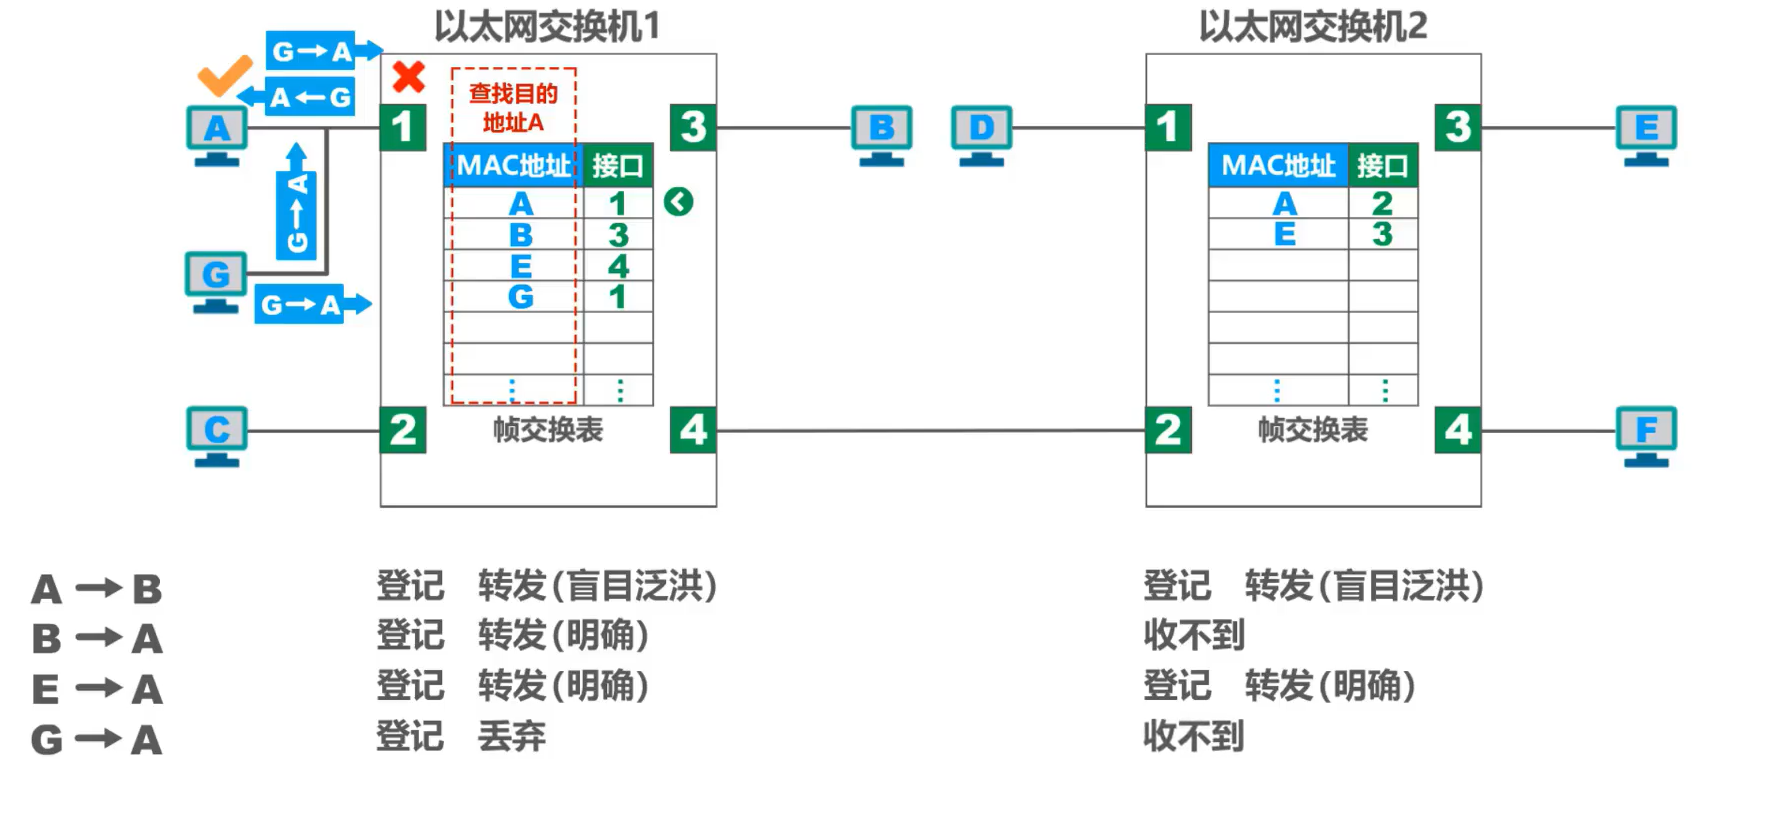 以太网交换机1
以太网交换机2
G→A
A←G
G→A
G→A
查找目的
地址A
A
G
C
B
D
E
F
1
2
3
4
MAC地址 接口
A 1
B 3
E 4
G 1
⋮ ⋮
帧交换表
1
2
3
4
MAC地址 接口
A 2
E 3
⋮ ⋮
帧交换表
A → B 登记 转发(盲目泛洪) 登记 转发(盲目泛洪)
B → A 登记 转发(明确) 收不到
E → A 登记 转发(明确) 登记 转发(明确)
G → A 登记 丢弃 收不到